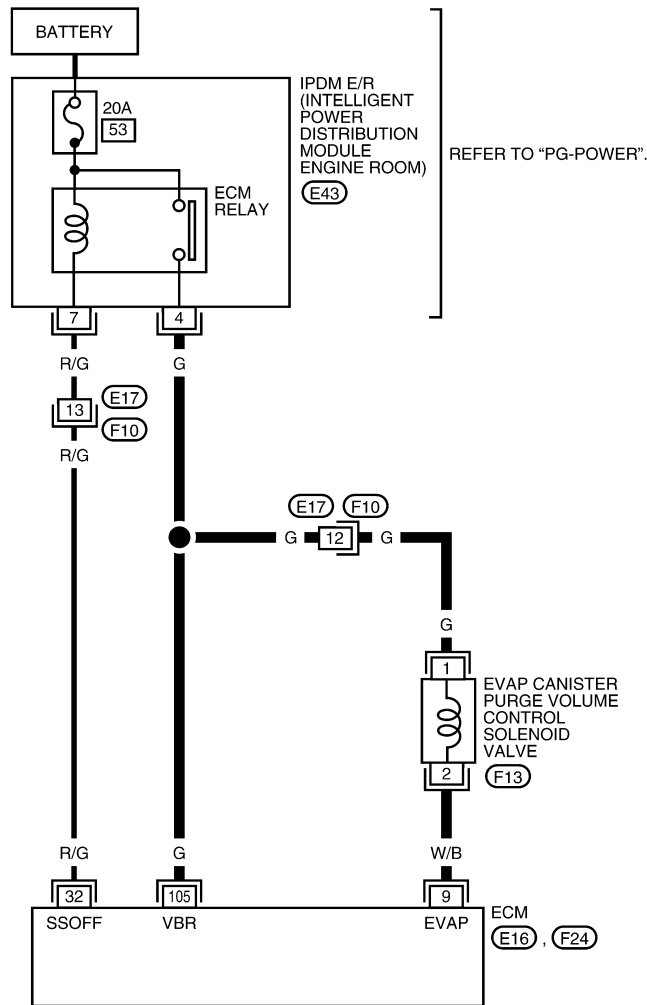 BATTERY
20A
53
IPDM E/R
(INTELLIGENT
POWER
DISTRIBUTION
MODULE
ENGINE ROOM)
E43
REFER TO “PG-POWER”.
ECM
RELAY
7
4
R/G
G
13
E17
F10
R/G
E17
F10
G
12
G
G
1
EVAP CANISTER
PURGE VOLUME
CONTROL
SOLENOID
VALVE
2
F13
R/G
G
W/B
32
105
9
SSOFF
VBR
EVAP
ECM
E16 , F24